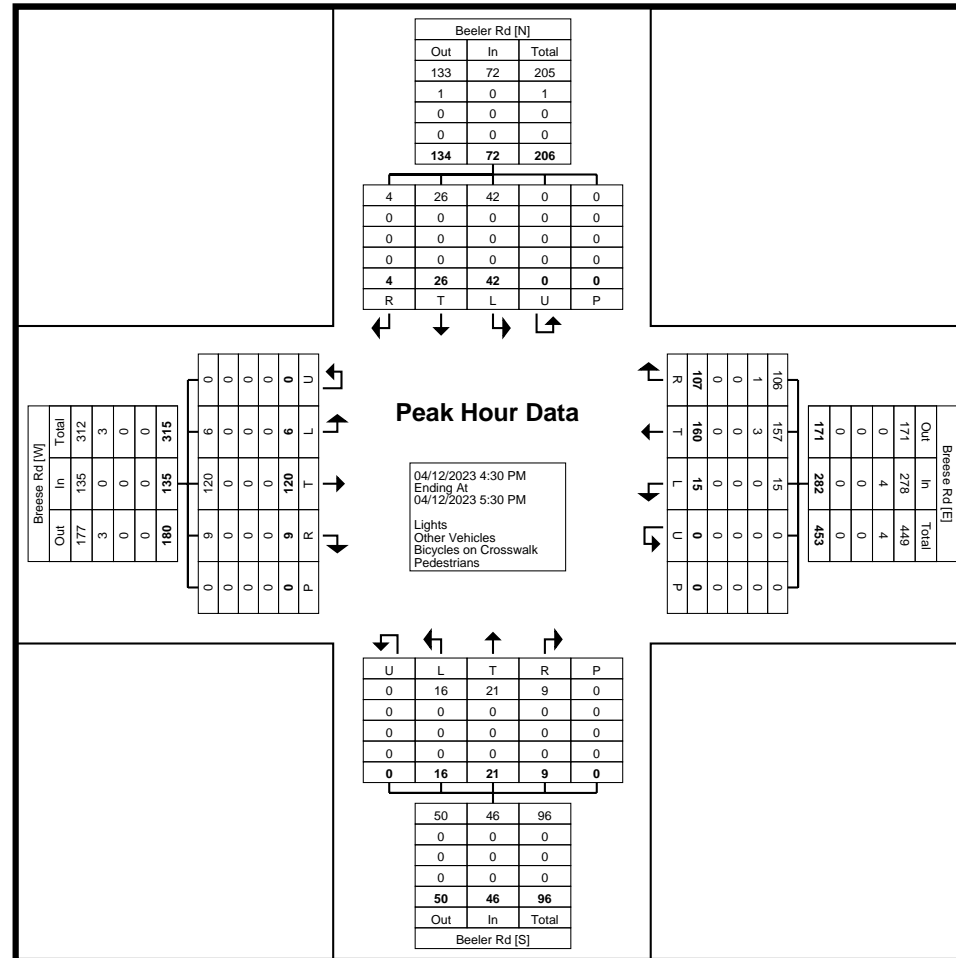 Beeler Rd [N]
Out In Total
133 72 205
1 0 1
0 0 0
0 0 0
134 72 206
4 26 42 0 0
0 0 0 0 0
0 0 0 0 0
0 0 0 0 0
4 26 42 0 0
R T L U P
Breese Rd [W]
Total In Out
312 135 177
3 0 3
0 0 0
0 0 0
315 135 180
0 6 120 9 0
0 0 0 0 0
0 0 0 0 0
0 0 0 0 0
0 6 120 9 0
U L T R P
Peak Hour Data
04/12/2023 4:30 PM
Ending At
04/12/2023 5:30 PM
Lights
Other Vehicles
Bicycles on Crosswalk
Pedestrians
Breese Rd [E]
Out In Total
171 278 449
0 4 4
0 0 0
0 0 0
171 282 453
106 157 15 0 0
1 3 0 0 0
0 0 0 0 0
0 0 0 0 0
107 160 15 0 0
R T L U P
U L T R P
0 16 21 9 0
0 0 0 0 0
0 0 0 0 0
0 0 0 0 0
0 16 21 9 0
50 46 96
0 0 0
0 0 0
0 0 0
50 46 96
Out In Total
Beeler Rd [S]